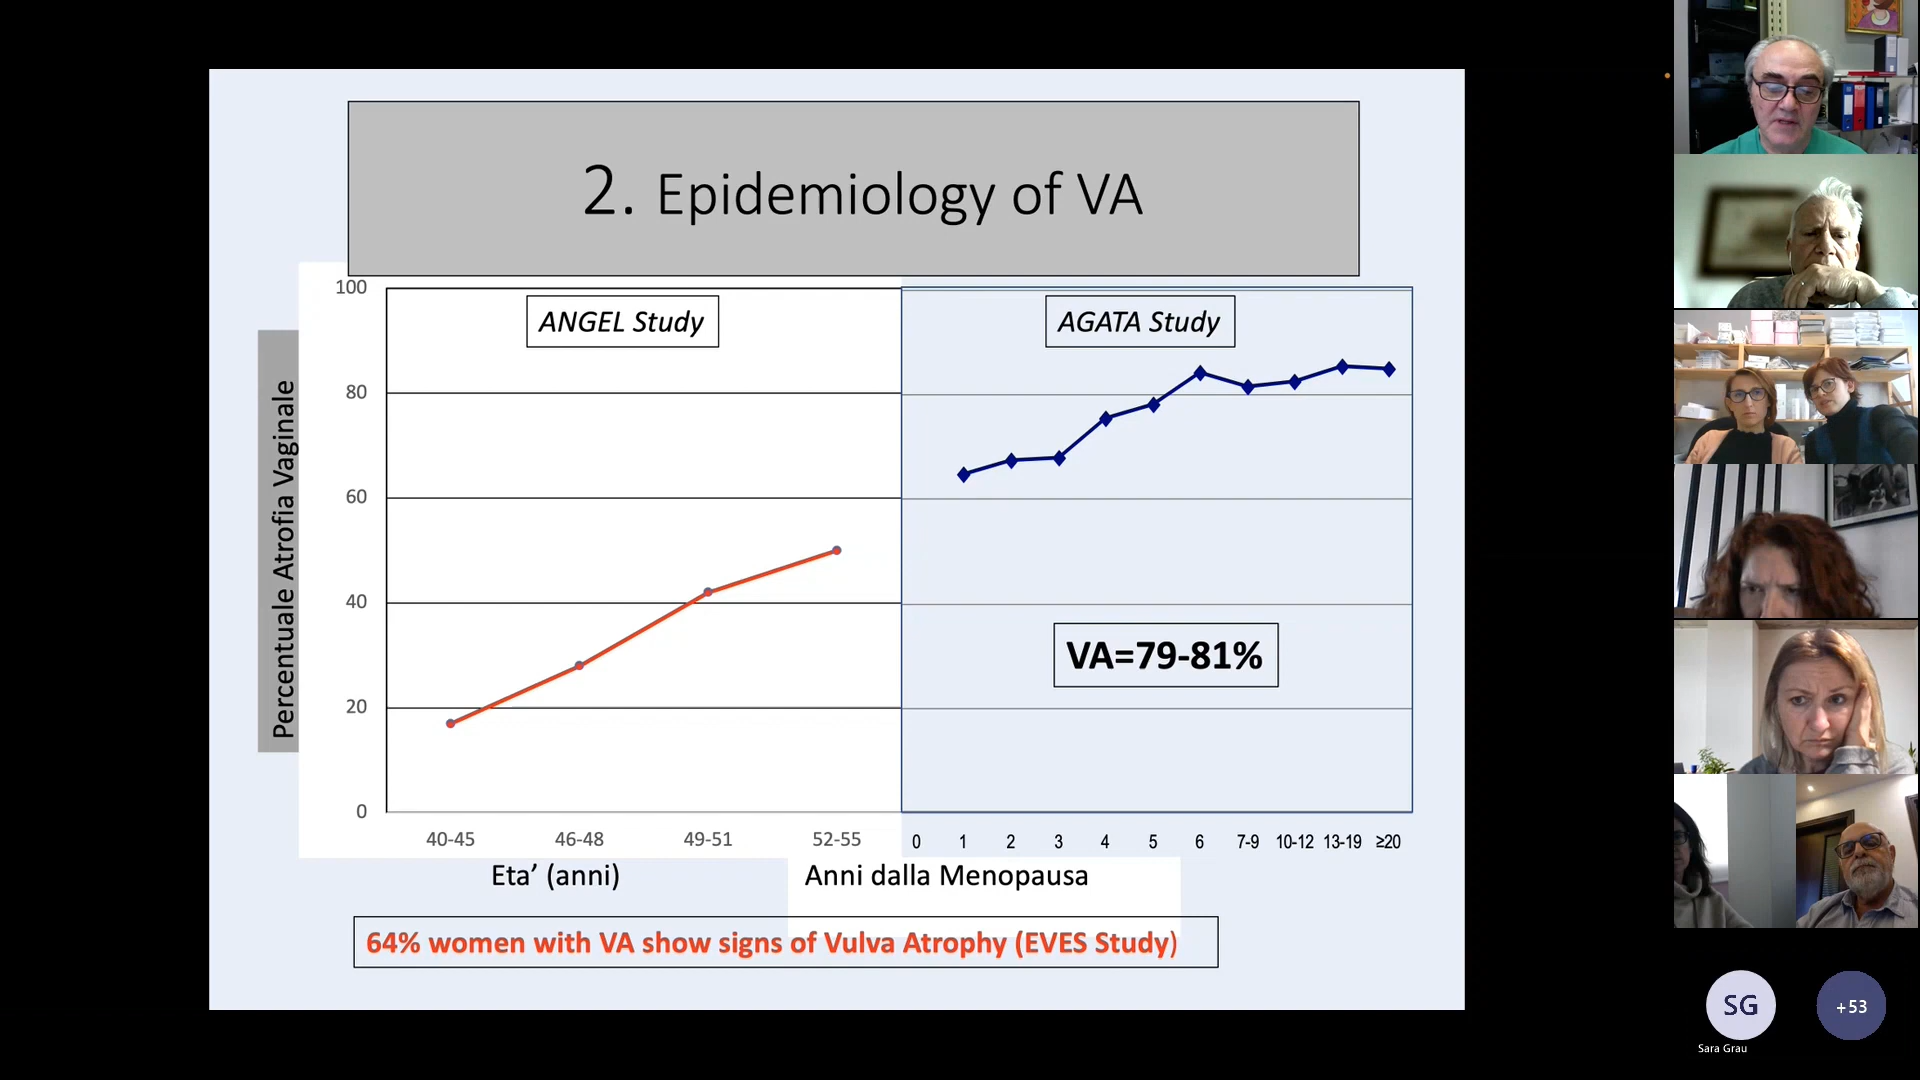 2. Epidemiology of VA
Percentuale Atrofia Vaginale
100
80
60
40
20
0
ANGEL Study
40-45 46-48 49-51 52-55
Eta’ (anni)
AGATA Study
VA=79-81%
0 1 2 3 4 5 6 7-9 10-12 13-19 ≥20
Anni dalla Menopausa
64% women with VA show signs of Vulva Atrophy (EVES Study)
SG
Sara Grau
+53